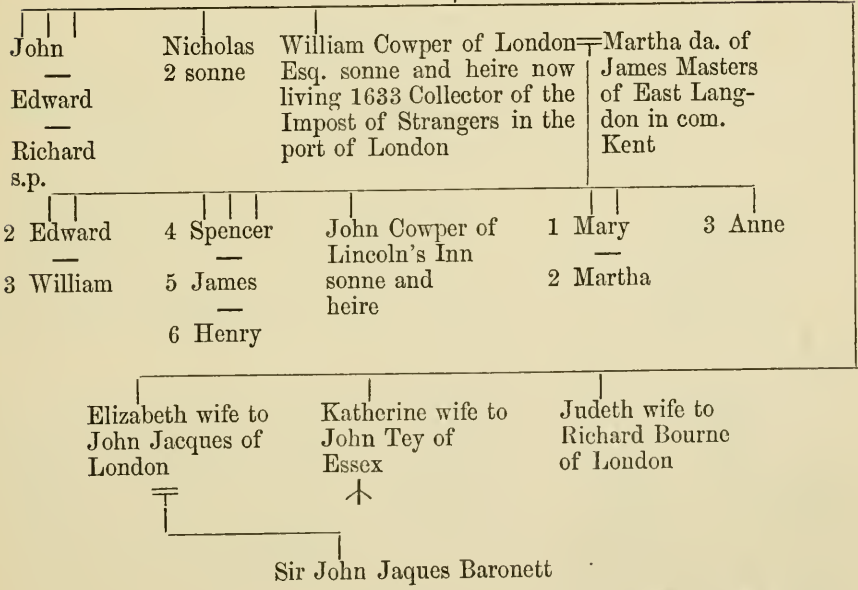 John
—
Edward
—
Richard
s.p.
Nicholas
2 sonne
William Cowper of London
Esq. sonne and heire now
living 1633 Collector of the
Impost of Strangers in the
port of London
Martha da. of
James Masters
of East Lang-
don in com.
Kent
2 Edward
—
3 William
4 Spencer
—
5 James
—
6 Henry
John Cowper of
Lincoln's Inn
sonne and
heire
1 Mary
—
2 Martha
3 Anne
Elizabeth wife to
John Jacques of
London
Katherine wife to
John Tey of
Essex
Judeth wife to
Richard Bourne
of London
Sir John Jaques Baronett